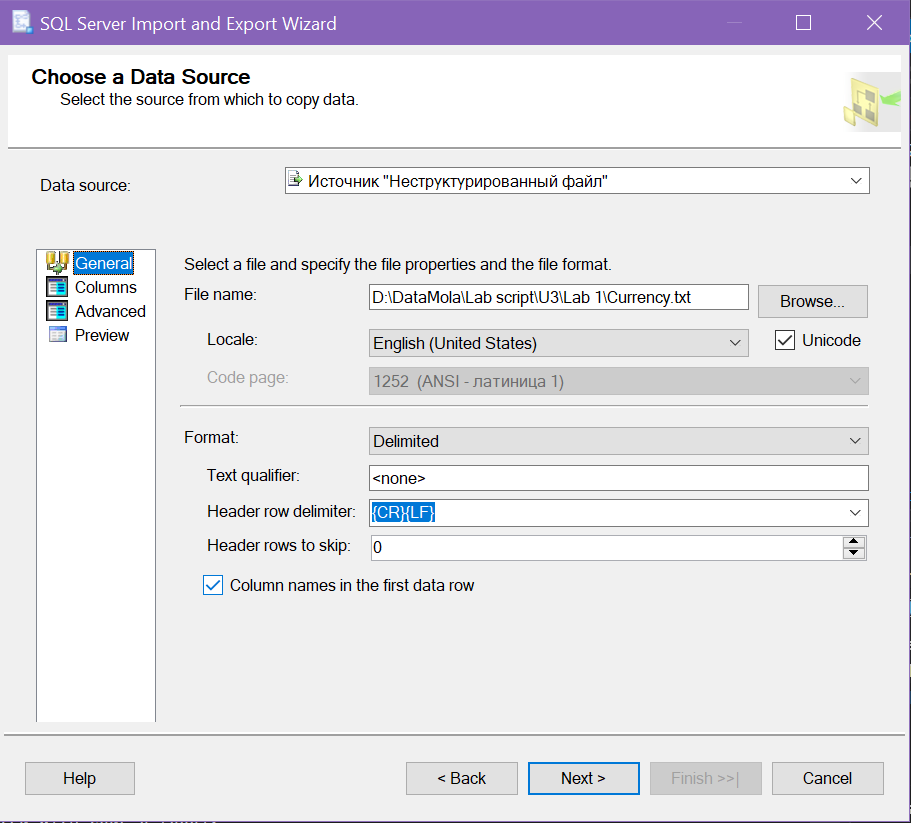 SQL Server Import and Export Wizard
Choose a Data Source
Select the source from which to copy data.
Data source:
Источник "Неструктурированный файл"
General
Columns
Advanced
Preview
Select a file and specify the file properties and the file format.
File name:
D:\DataMola\Lab script\U3\Lab 1\Currency.txt
Browse...
Locale:
English (United States)
Unicode
Code page:
1252 (ANSI - латиница 1)
Format:
Delimited
Text qualifier:
<none>
Header row delimiter:
{CR}{LF}
Header rows to skip:
0
Column names in the first data row
Help
< Back
Next >
Finish >>|
Cancel